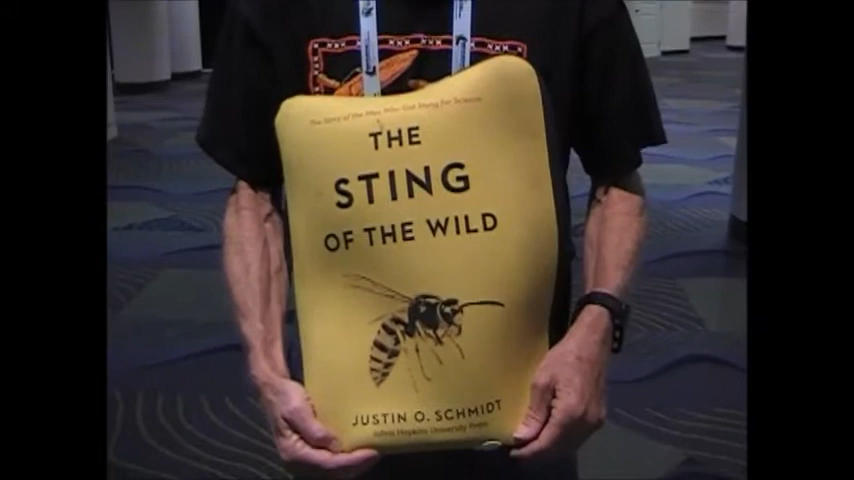 The Story of the Man Who Got Stung for Science
THE
STING
OF THE WILD
JUSTIN O. SCHMIDT
Johns Hopkins University Press